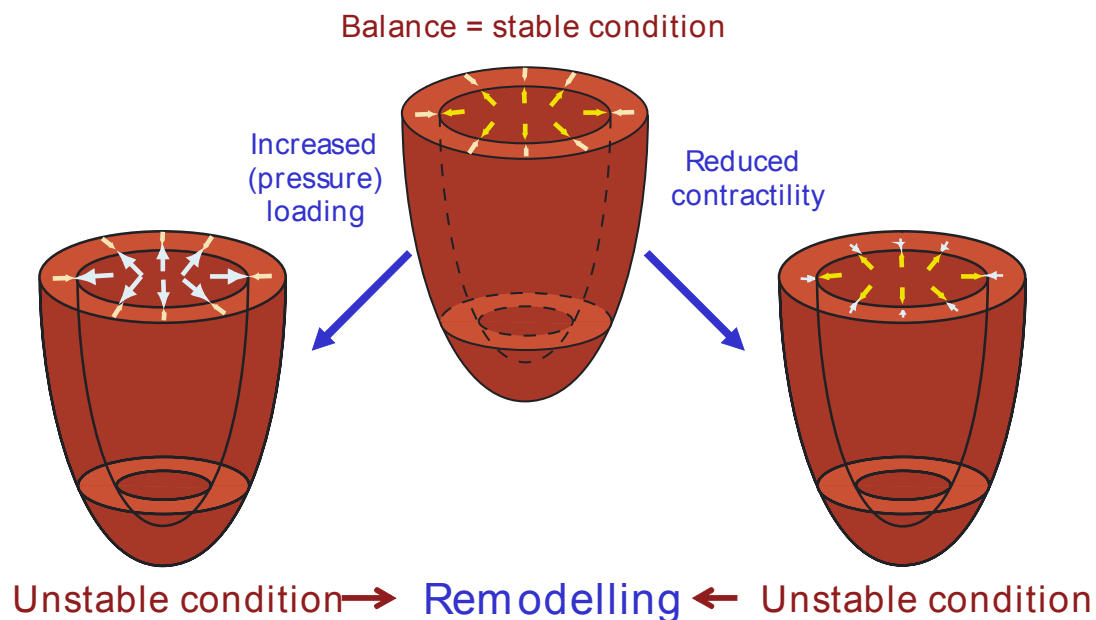 Balance = stable condition
Increased
(pressure)
loading
Reduced
contractility
Unstable condition
Remodelling
Unstable condition